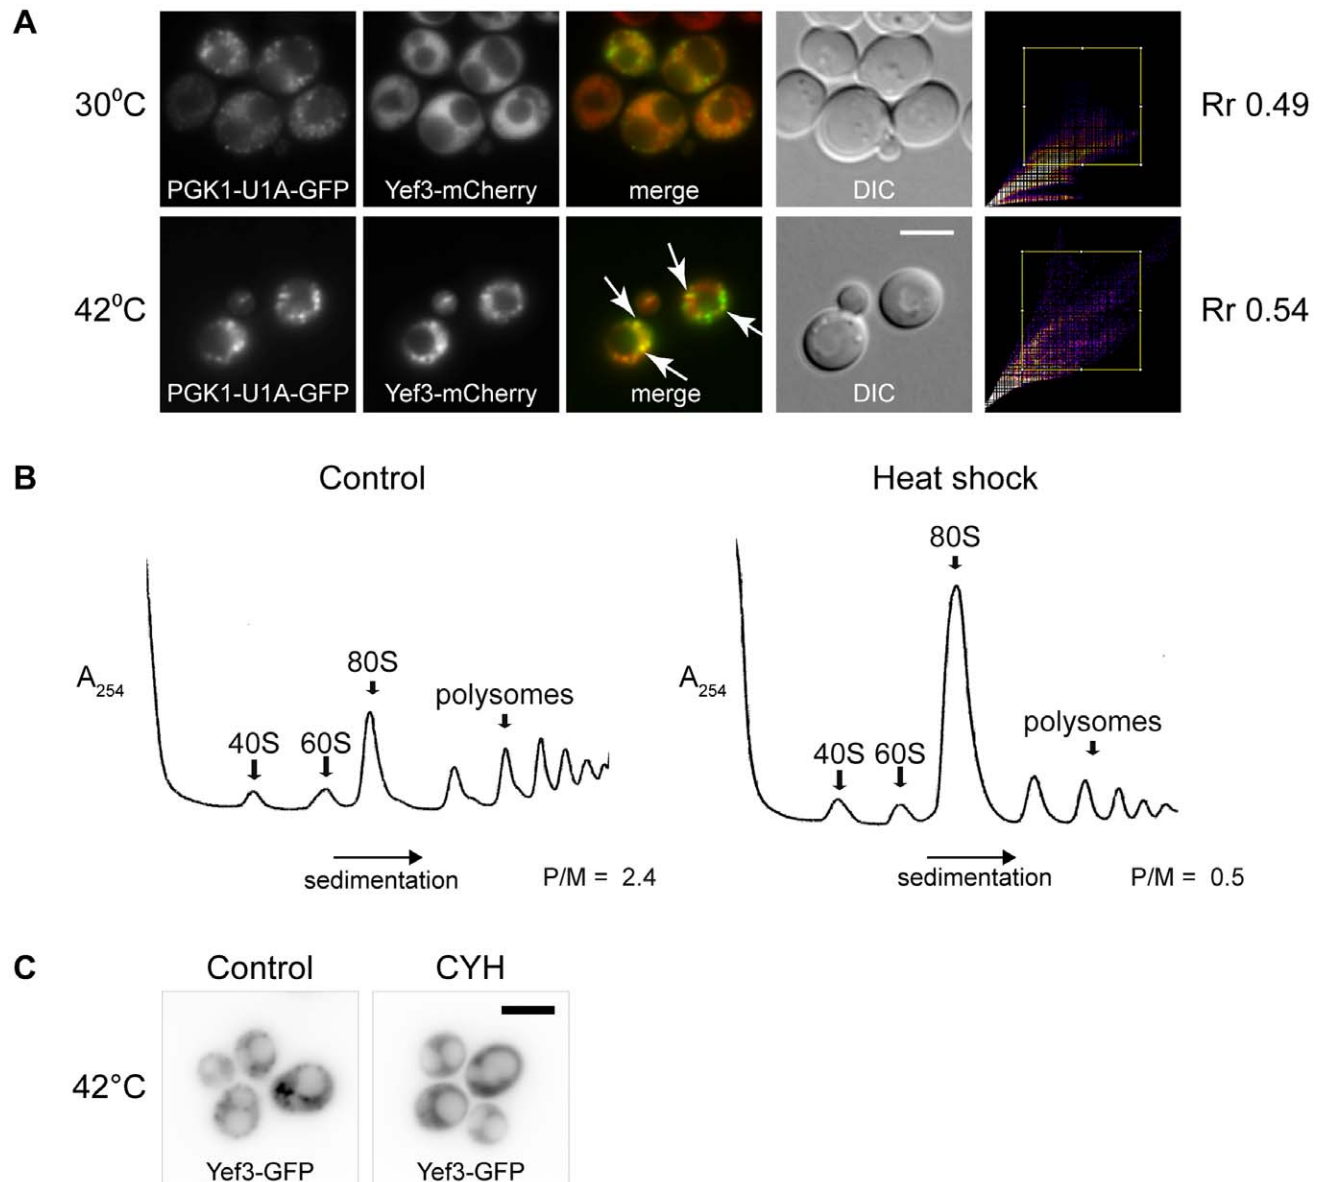 A
30⁰C
PGK1-U1A-GFP
Yef3-mCherry
merge
DIC
Rr 0.49
42⁰C
PGK1-U1A-GFP
Yef3-mCherry
merge
DIC
Rr 0.54
B
Control
Heat shock
A254
40S
60S
80S
polysomes
sedimentation
P/M = 2.4
A254
40S
60S
80S
polysomes
sedimentation
P/M = 0.5
C
Control
CYH
42°C
Yef3-GFP
Yef3-GFP